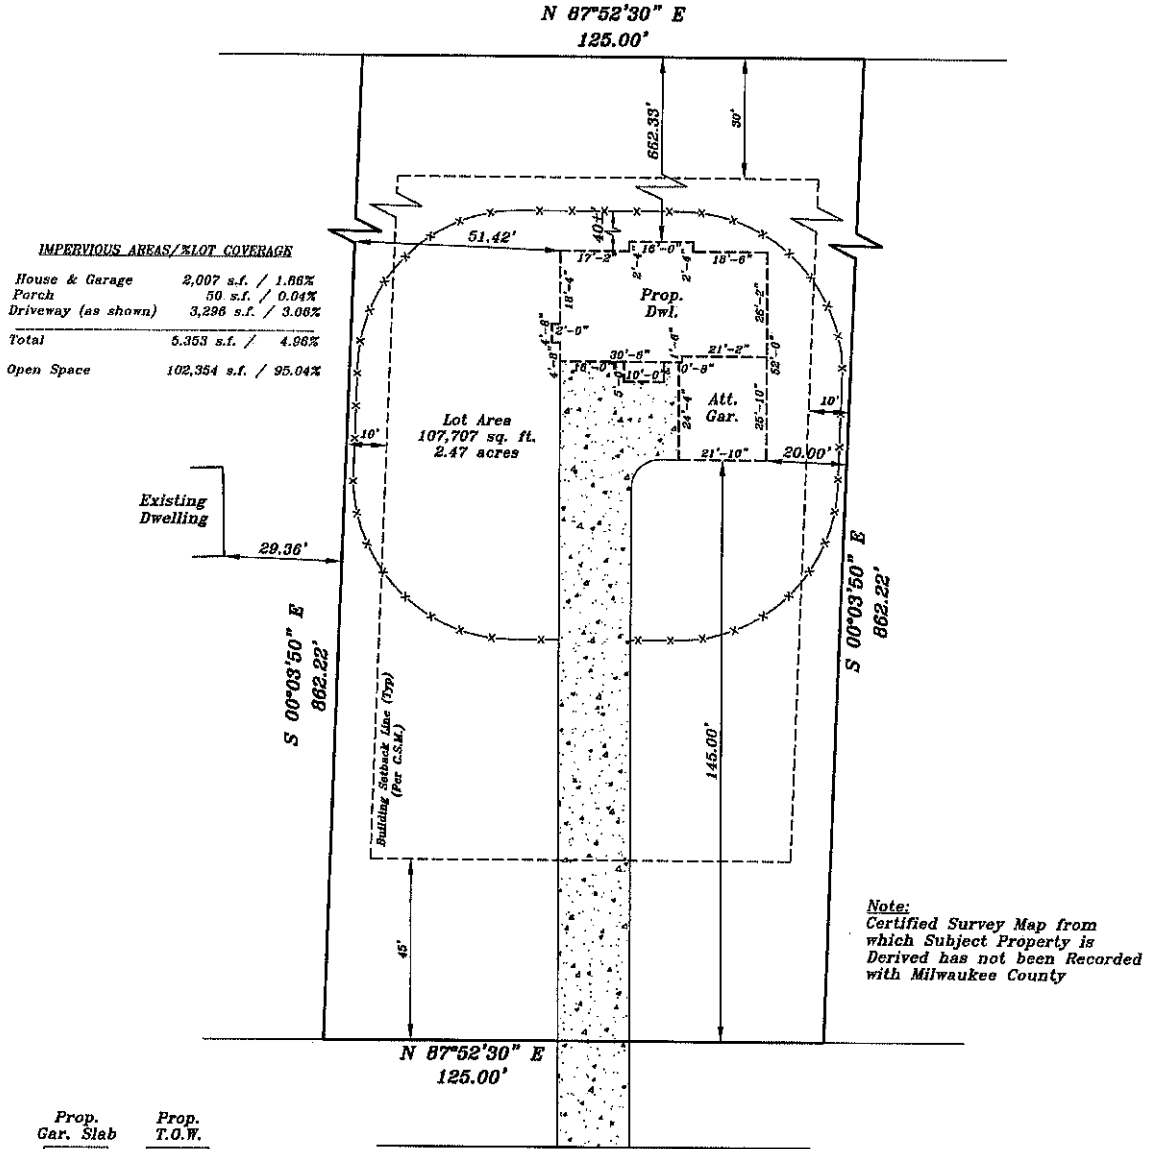 N 87°52'30" E
125.00'
662.33'
30'
IMPERVIOUS AREAS/%LOT COVERAGE
House & Garage 2,007 s.f. / 1.86%
Porch 50 s.f. / 0.04%
Driveway (as shown) 3,296 s.f. / 3.06%
Total 5,353 s.f. / 4.96%
Open Space 102,354 s.f. / 95.04%
51.42'
40±'
17'-2"
2'-4"
16'-0"
2'-4"
18'-6"
18'-4"
Prop.
Dwl.
26'-2"
4'-8"
2'-0"
4'-8"
30'-6"
21'-2"
52'-0"
16'-0"
10'-0"
0'-8"
Att.
Gar.
24'-4"
25'-10"
21'-10"
20.00'
10'
10'
Lot Area
107,707 sq. ft.
2.47 acres
Existing
Dwelling
29.36'
S 00°03'50" E
862.22'
S 00°03'50" E
862.22'
Building Setback Line (Typ)
(Per C.S.M.)
145.00'
45'
Note:
Certified Survey Map from
which Subject Property is
Derived has not been Recorded
with Milwaukee County
N 87°52'30" E
125.00'
Prop.
Gar. Slab
Prop.
T.O.W.